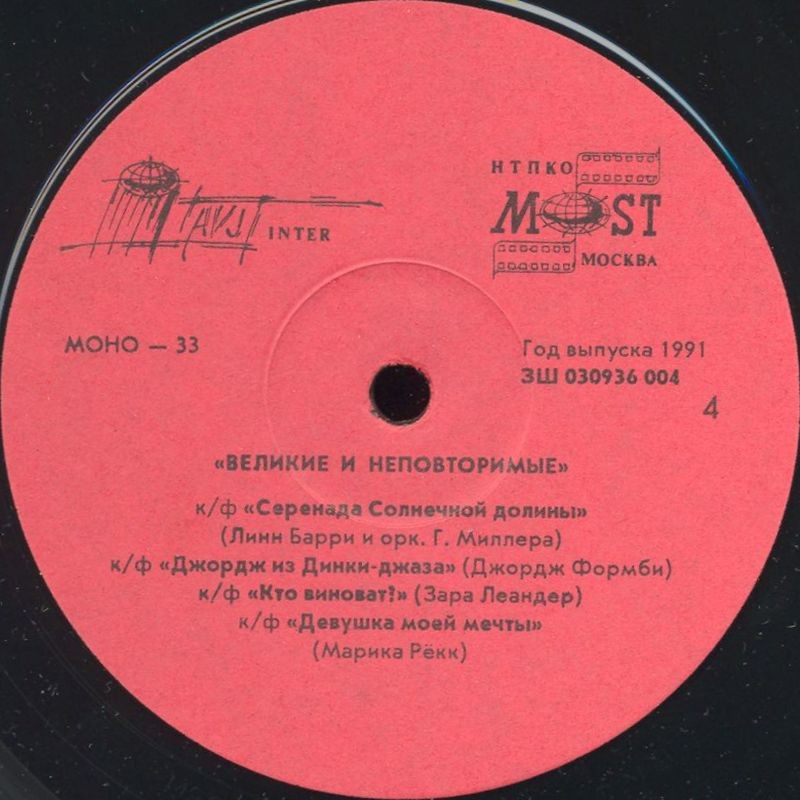 INTER
НТПКО
MOST
МОСКВА
МОНО — 33
Год выпуска 1991
ЗШ 030936 004
4
«ВЕЛИКИЕ И НЕПОВТОРИМЫЕ»
к/ф «Серенада Солнечной долины»
(Линн Барри и орк. Г. Миллера)
к/ф «Джордж из Динки-джаза» (Джордж Формби)
к/ф «Кто виноват?» (Зара Леандер)
к/ф «Девушка моей мечты»
(Марика Рёкк)